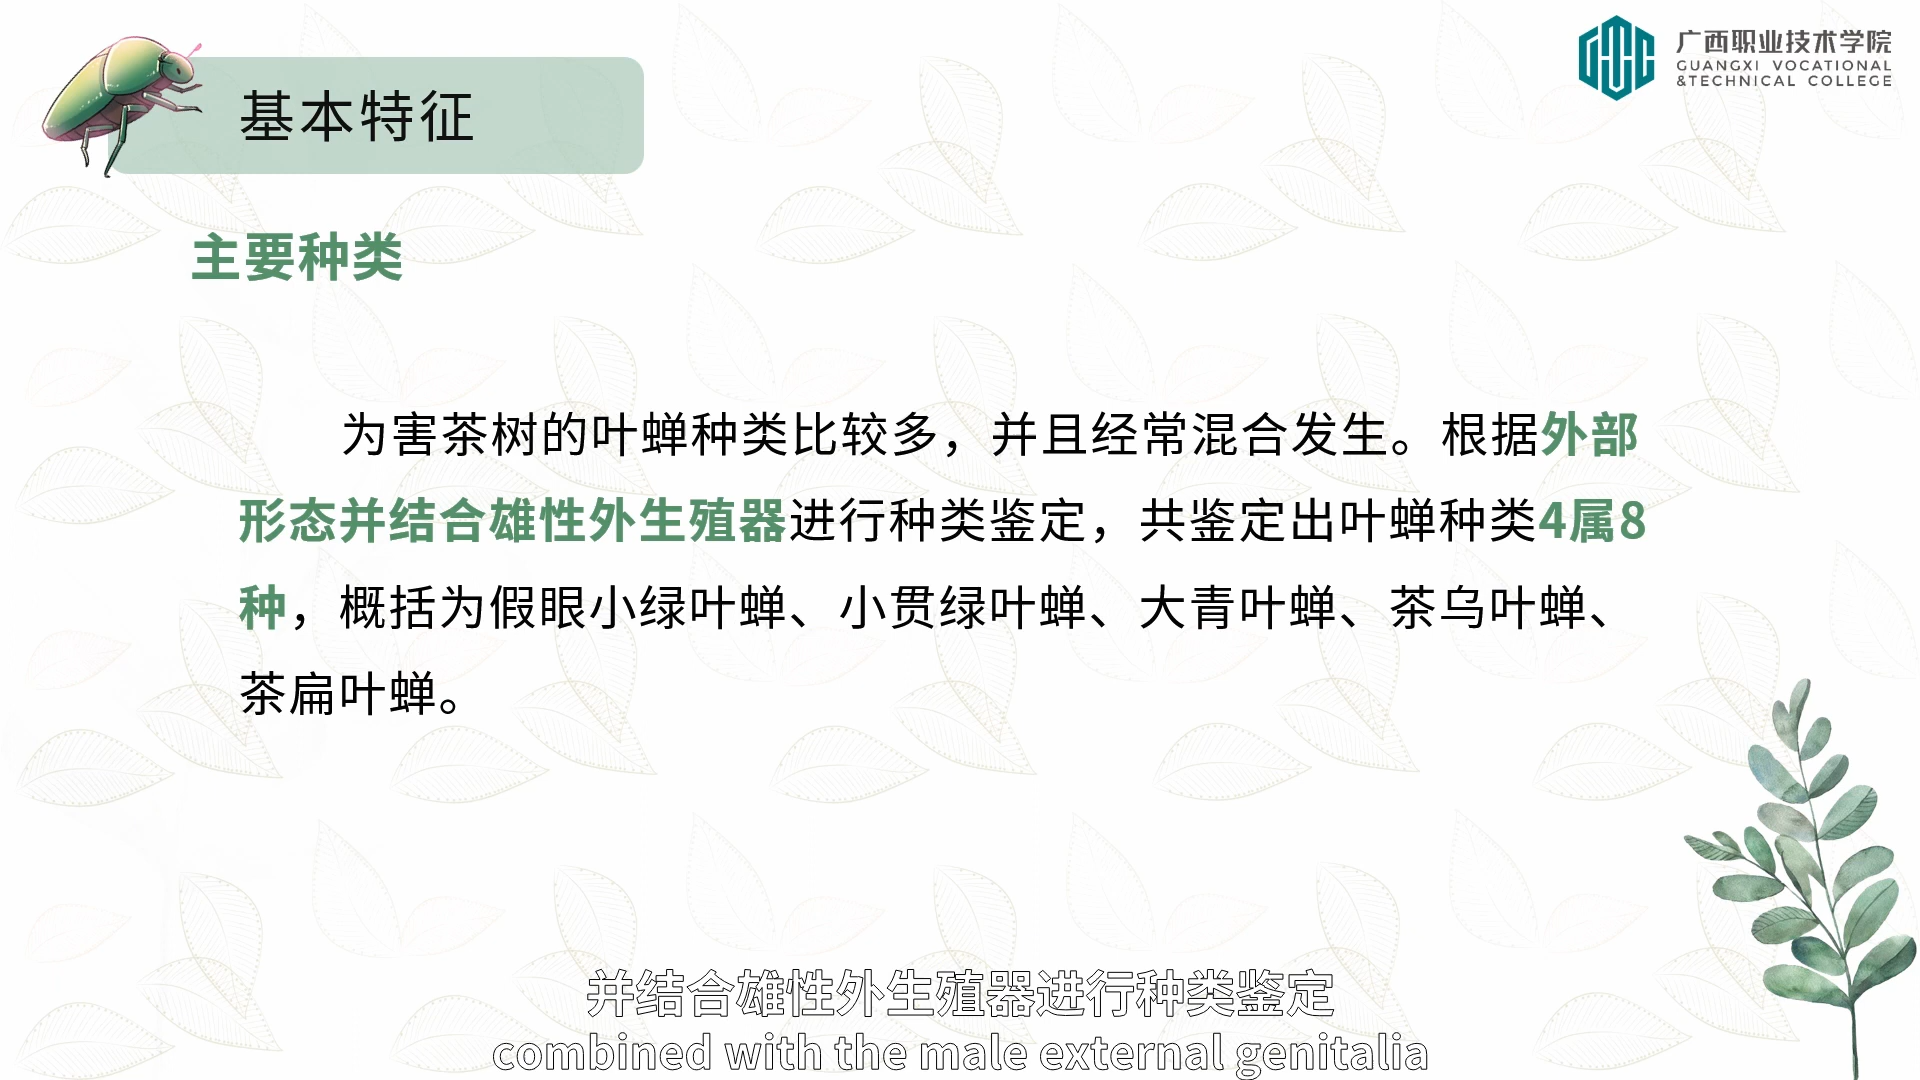 基本特征
广西职业技术学院
GUANGXI VOCATIONAL
&TECHNICAL COLLEGE
主要种类
为害茶树的叶蝉种类比较多，并且经常混合发生。根据外部
形态并结合雄性外生殖器进行种类鉴定，共鉴定出叶蝉种类4属8
种，概括为假眼小绿叶蝉、小贯绿叶蝉、大青叶蝉、茶乌叶蝉、
茶扁叶蝉。
并结合雄性外生殖器进行种类鉴定
combined with the male external genitalia